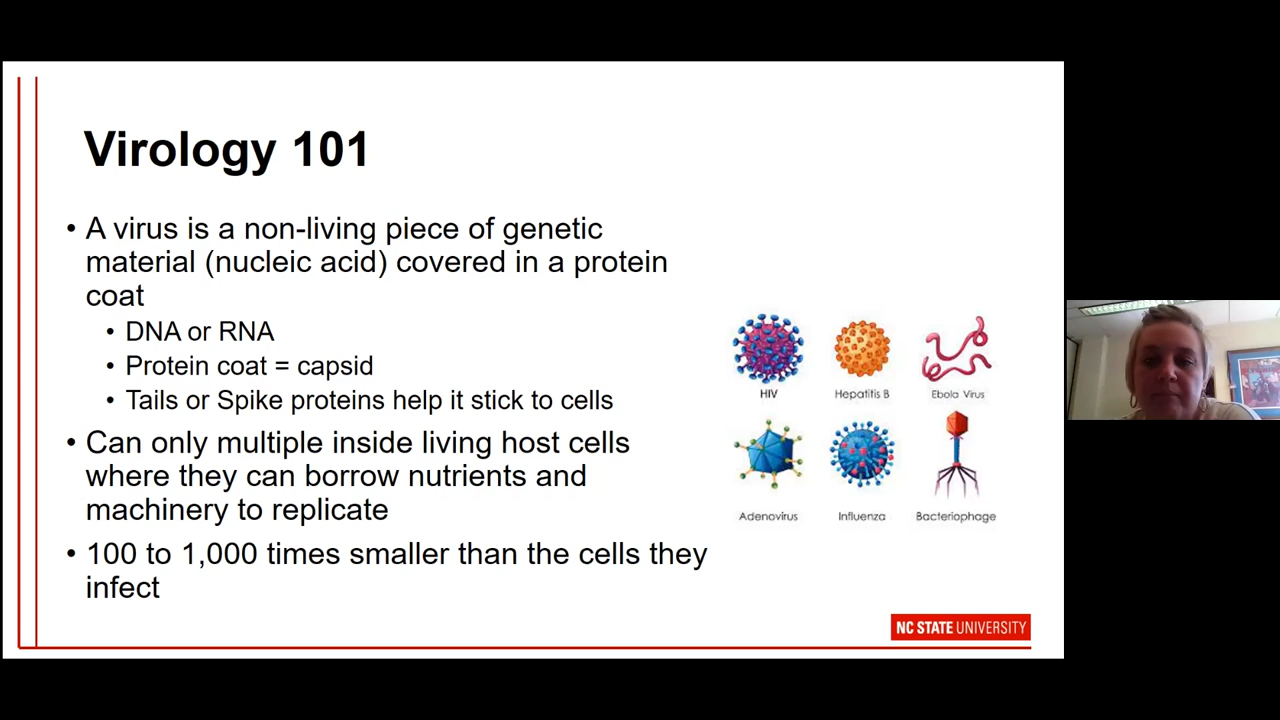 Virology 101
• A virus is a non-living piece of genetic
material (nucleic acid) covered in a protein
coat
• DNA or RNA
• Protein coat = capsid
• Tails or Spike proteins help it stick to cells
• Can only multiple inside living host cells
where they can borrow nutrients and
machinery to replicate
• 100 to 1,000 times smaller than the cells they
infect
HIV
Hepatitis B
Ebola Virus
Adenovirus
Influenza
Bacteriophage
NC STATE UNIVERSITY